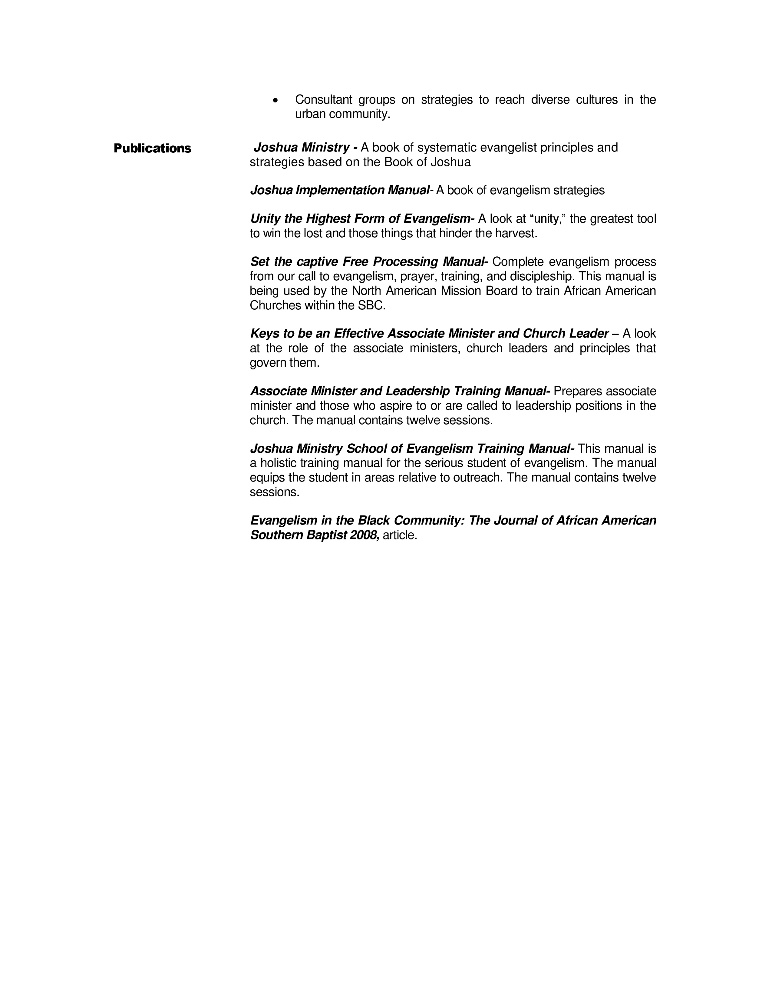 • Consultant groups on strategies to reach diverse cultures in the
urban community.
Publications
Joshua Ministry - A book of systematic evangelist principles and
strategies based on the Book of Joshua
Joshua Implementation Manual- A book of evangelism strategies
Unity the Highest Form of Evangelism- A look at “unity,” the greatest tool
to win the lost and those things that hinder the harvest.
Set the captive Free Processing Manual- Complete evangelism process
from our call to evangelism, prayer, training, and discipleship. This manual is
being used by the North American Mission Board to train African American
Churches within the SBC.
Keys to be an Effective Associate Minister and Church Leader – A look
at the role of the associate ministers, church leaders and principles that
govern them.
Associate Minister and Leadership Training Manual- Prepares associate
minister and those who aspire to or are called to leadership positions in the
church. The manual contains twelve sessions.
Joshua Ministry School of Evangelism Training Manual- This manual is
a holistic training manual for the serious student of evangelism. The manual
equips the student in areas relative to outreach. The manual contains twelve
sessions.
Evangelism in the Black Community: The Journal of African American
Southern Baptist 2008, article.